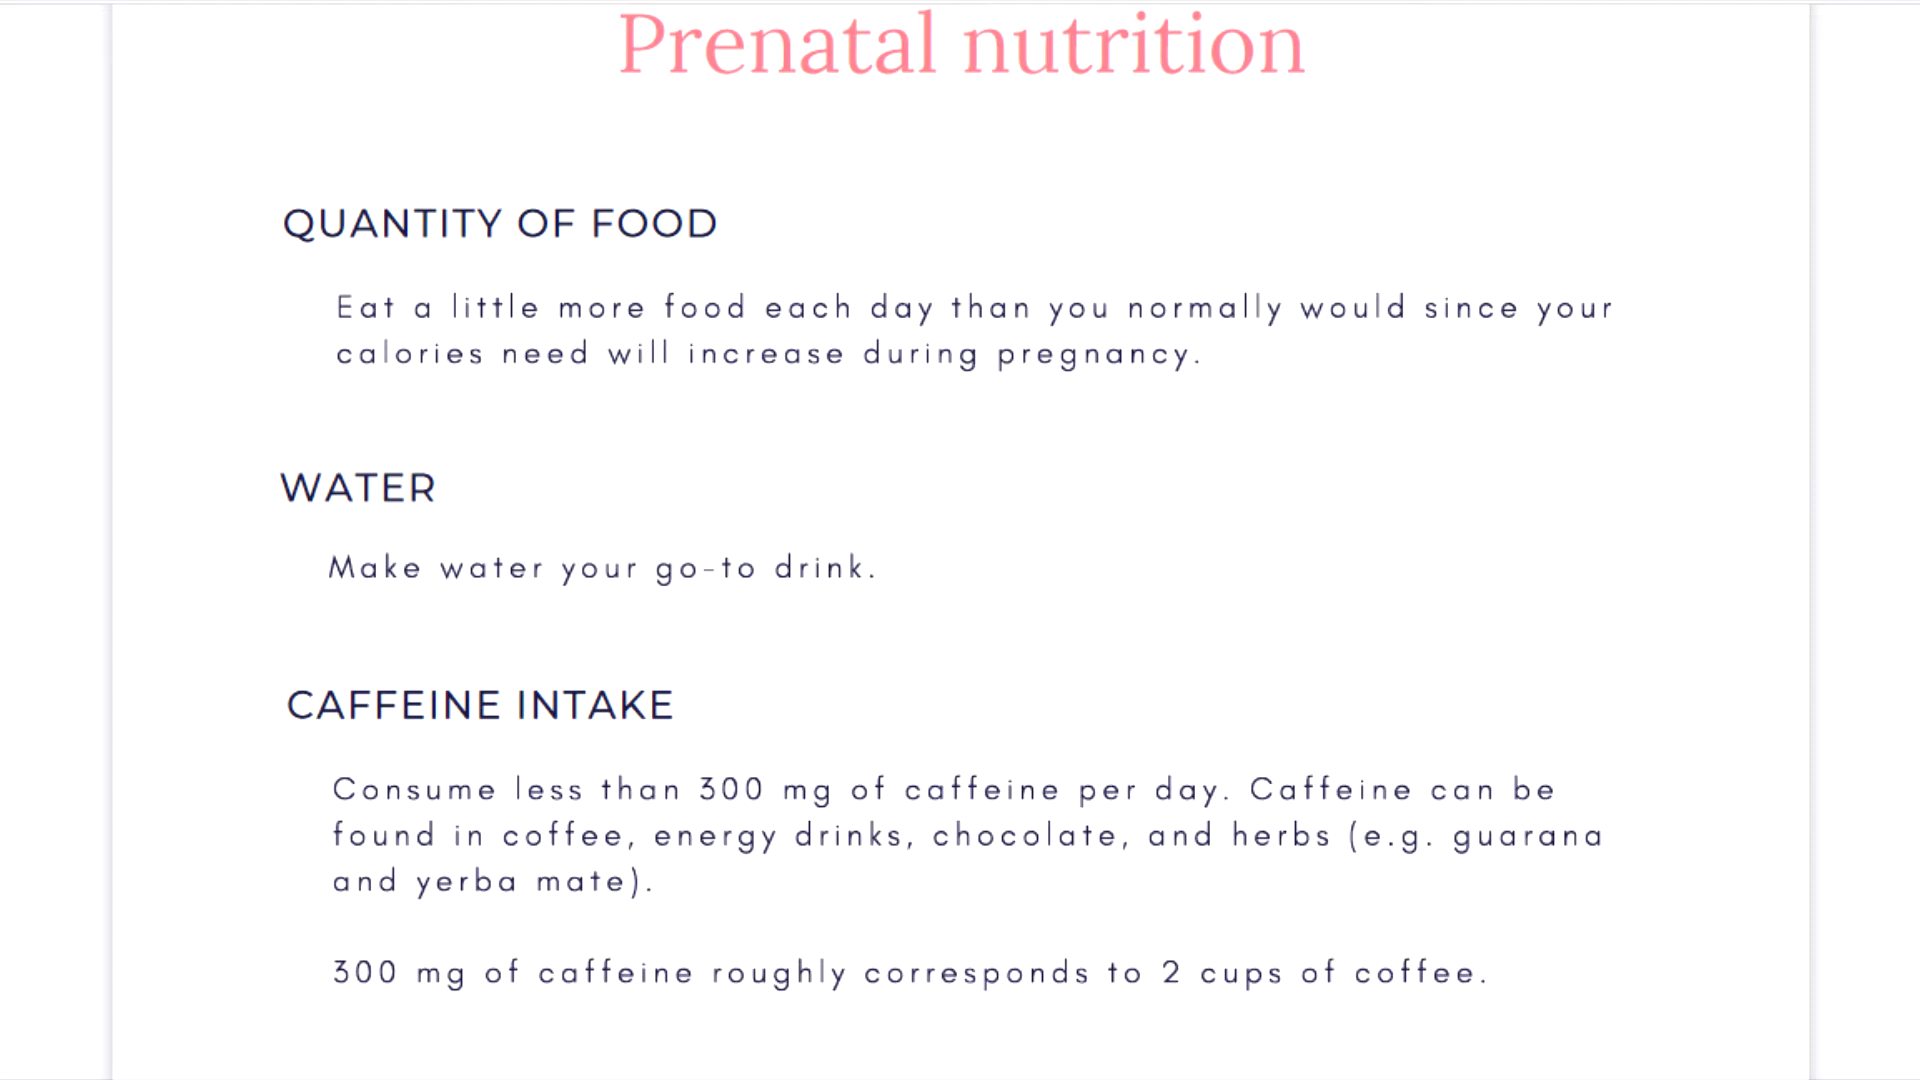 Prenatal nutrition
QUANTITY OF FOOD
Eat a little more food each day than you normally would since your
calories need will increase during pregnancy.
WATER
Make water your go-to drink.
CAFFEINE INTAKE
Consume less than 300 mg of caffeine per day. Caffeine can be
found in coffee, energy drinks, chocolate, and herbs (e.g. guarana
and yerba mate).
300 mg of caffeine roughly corresponds to 2 cups of coffee.